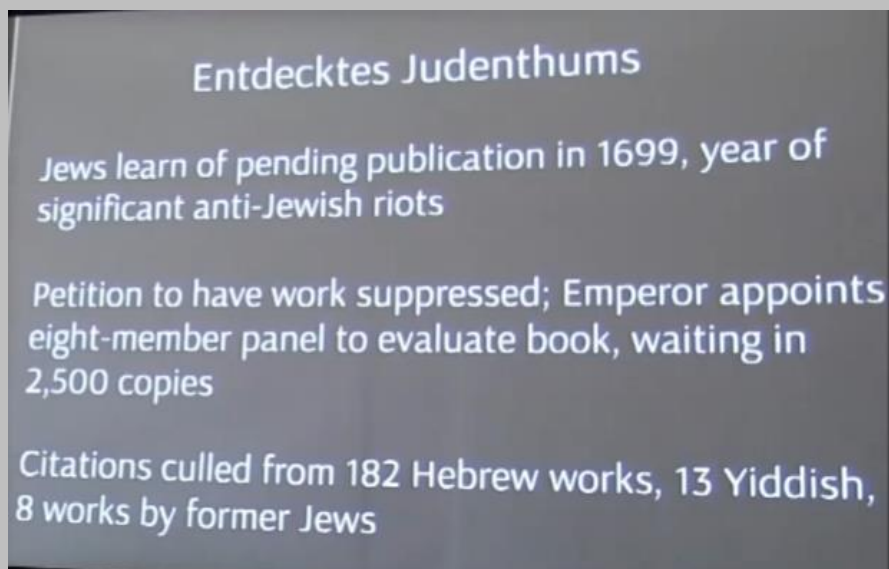 Entdecktes Judenthums
Jews learn of pending publication in 1699, year of
significant anti-Jewish riots
Petition to have work suppressed; Emperor appoints
eight-member panel to evaluate book, waiting in
2,500 copies
Citations culled from 182 Hebrew works, 13 Yiddish,
8 works by former Jews